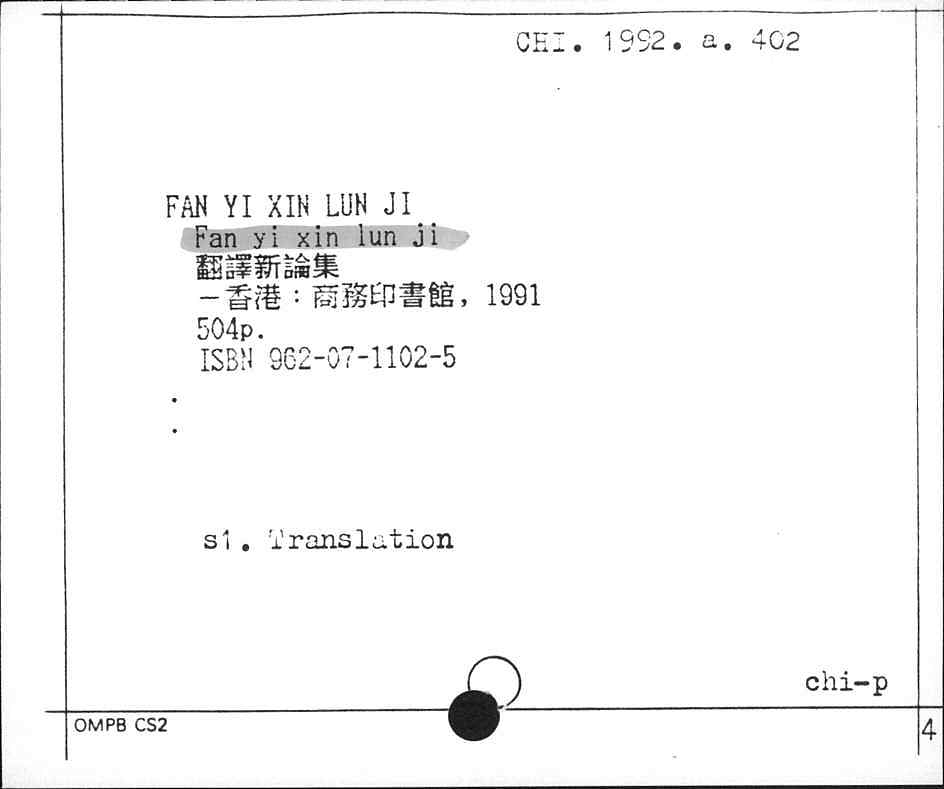 CHI. 1992. a. 402
FAN YI XIN LUN JI
Fan yi xin lun ji
翻譯新論集
－香港：商務印書館, 1991
504p.
ISBN 962-07-1102-5
.
.
s1. Translation
chi-p
OMPB CS2
4